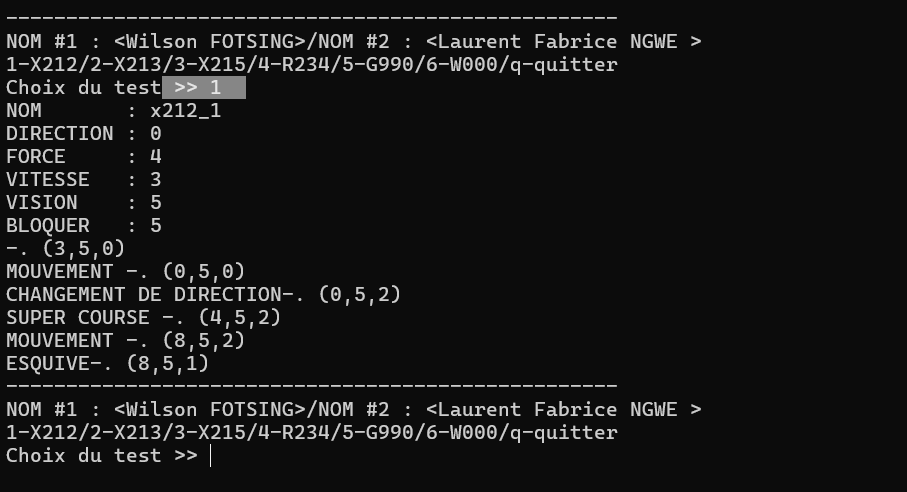 ---------------------------------------------------
NOM #1 : <Wilson FOTSING>/NOM #2 : <Laurent Fabrice NGWE >
1-X212/2-X213/3-X215/4-R234/5-G990/6-W000/q-quitter
Choix du test >> 1
NOM       : x212_1
DIRECTION : 0
FORCE     : 4
VITESSE   : 3
VISION    : 5
BLOQUER   : 5
-. (3,5,0)
MOUVEMENT -. (0,5,0)
CHANGEMENT DE DIRECTION-. (0,5,2)
SUPER COURSE -. (4,5,2)
MOUVEMENT -. (8,5,2)
ESQUIVE-. (8,5,1)
---------------------------------------------------
NOM #1 : <Wilson FOTSING>/NOM #2 : <Laurent Fabrice NGWE >
1-X212/2-X213/3-X215/4-R234/5-G990/6-W000/q-quitter
Choix du test >>